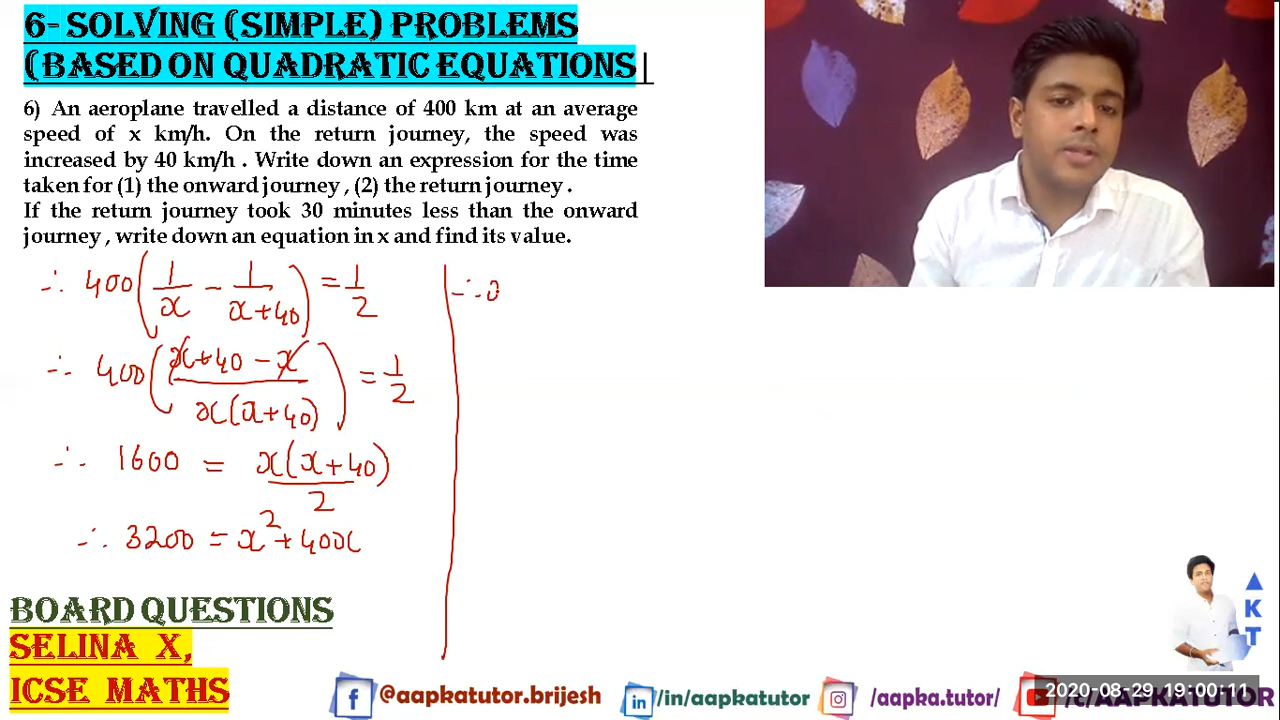 6- SOLVING (SIMPLE) PROBLEMS
(BASED ON QUADRATIC EQUATIONS
6) An aeroplane travelled a distance of 400 km at an average
speed of x km/h. On the return journey, the speed was
increased by 40 km/h . Write down an expression for the time
taken for (1) the onward journey , (2) the return journey .
If the return journey took 30 minutes less than the onward
journey , write down an equation in x and find its value.
∴ 400(1/x - 1/(x+40)) = 1/2
∴ 400((x+40-x)/(x(x+40))) = 1/2
∴ 1600 = x(x+40)/2
∴ 3200 = x² + 40x
∴
BOARD QUESTIONS
SELINA X,
ICSE MATHS
AKT
@aapkatutor.brijesh
/in/aapkatutor
/aapka.tutor/
/c/AAPKATUTOR
2020-08-29 19:00:11